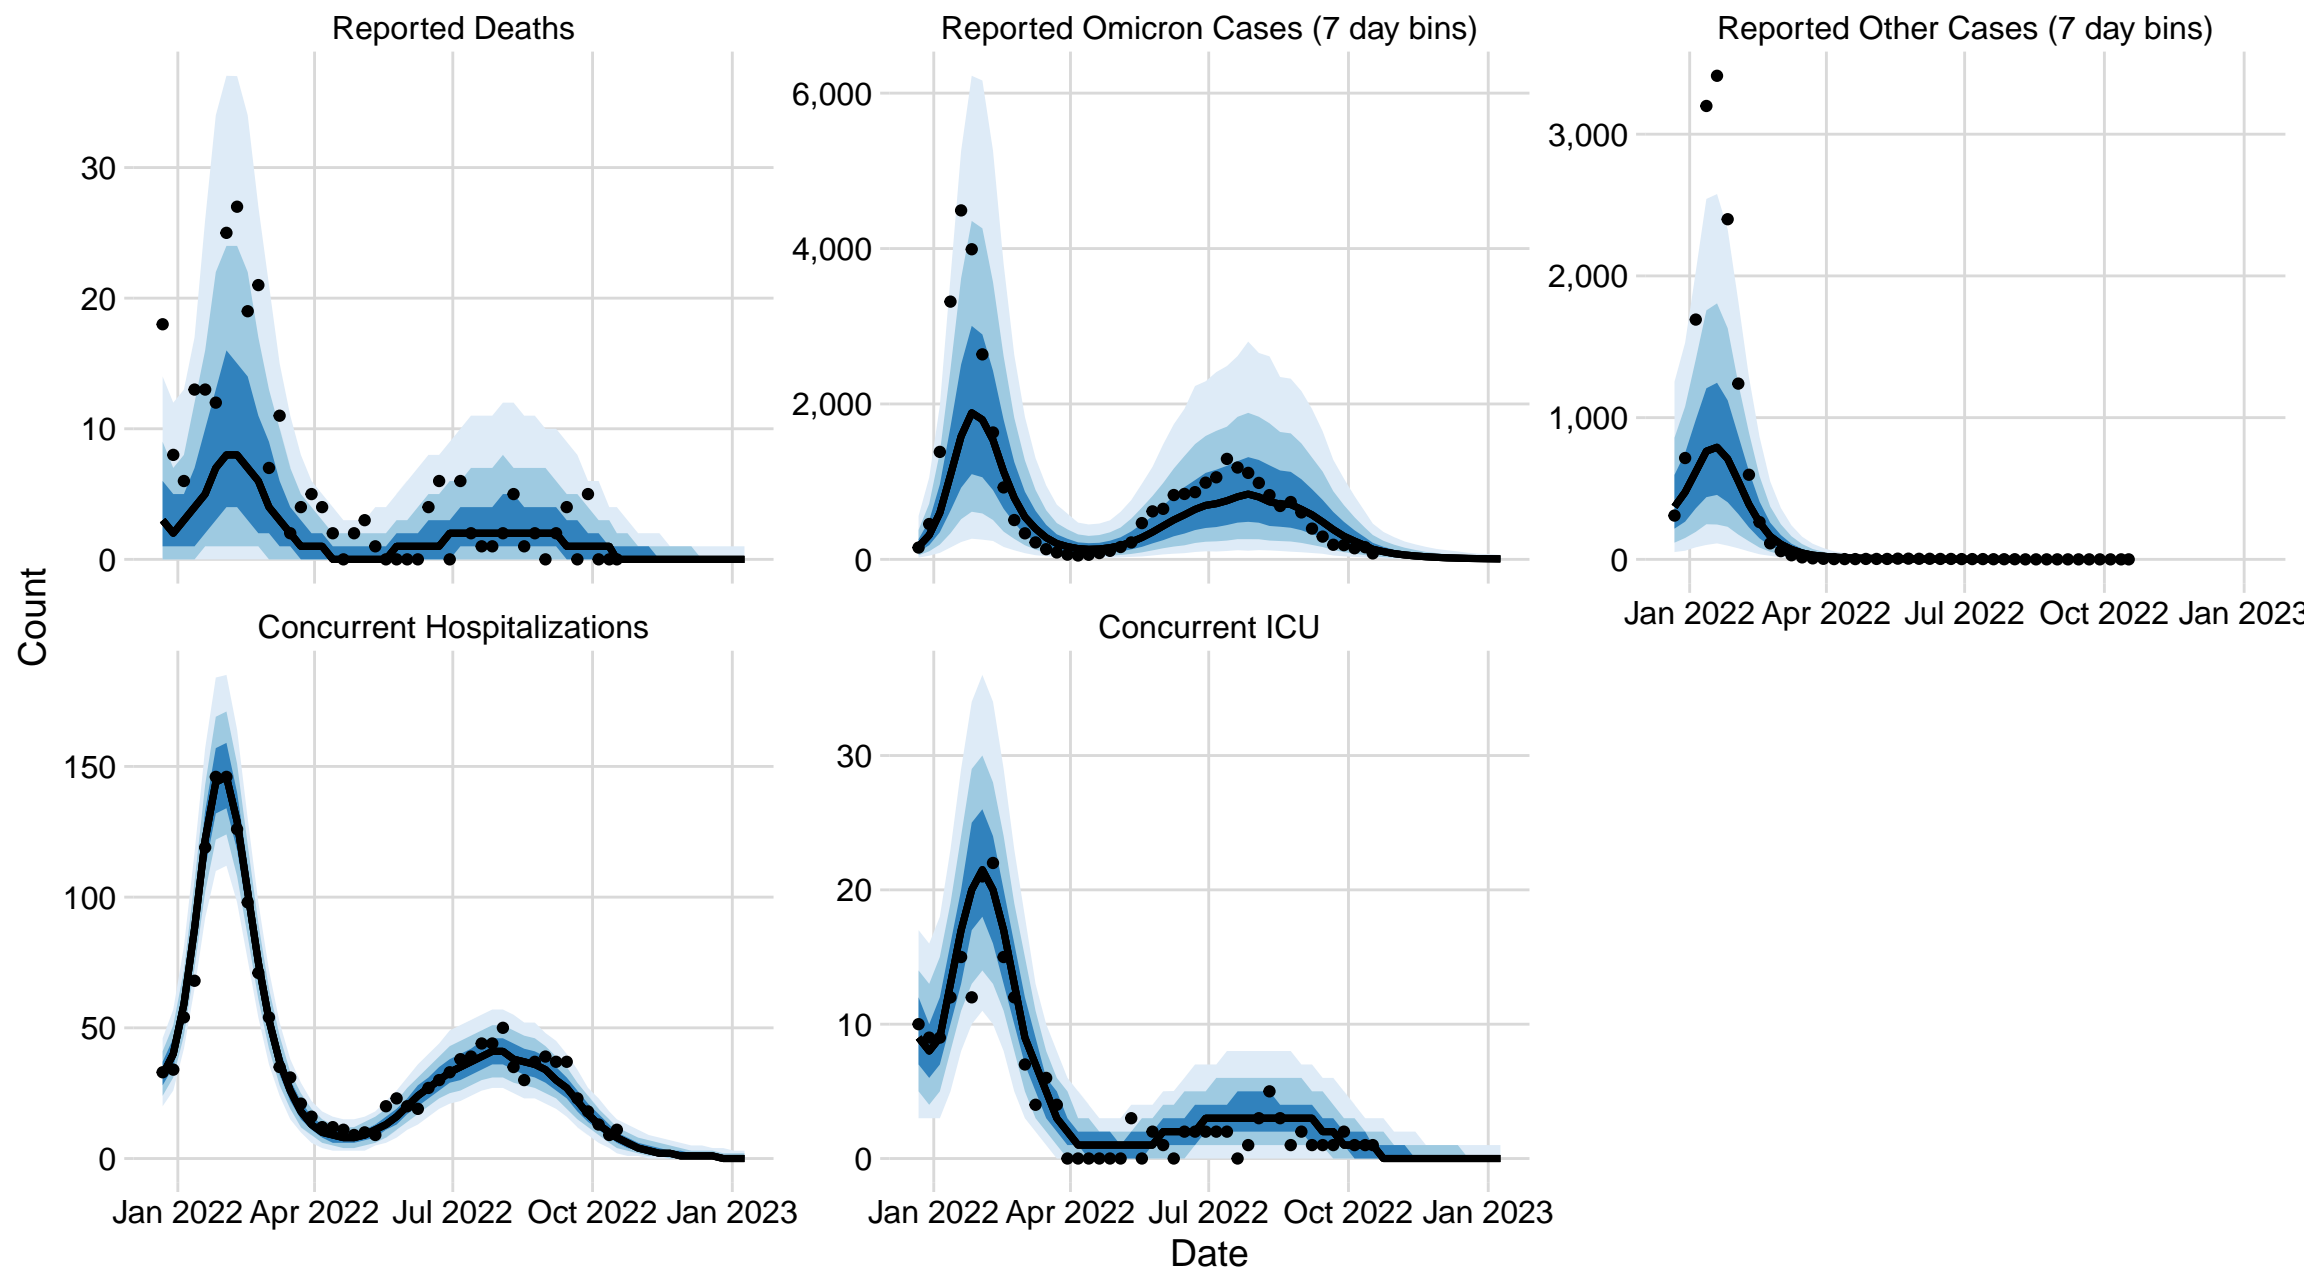 Reported Deaths
Reported Omicron Cases (7 day bins)
Reported Other Cases (7 day bins)
30
20
10
0
6,000
4,000
2,000
0
3,000
2,000
1,000
0
Jan 2022 Apr 2022 Jul 2022 Oct 2022 Jan 2023
Count
Concurrent Hospitalizations
Concurrent ICU
150
100
50
0
30
20
10
0
Jan 2022 Apr 2022 Jul 2022 Oct 2022 Jan 2023
Jan 2022 Apr 2022 Jul 2022 Oct 2022 Jan 2023
Date